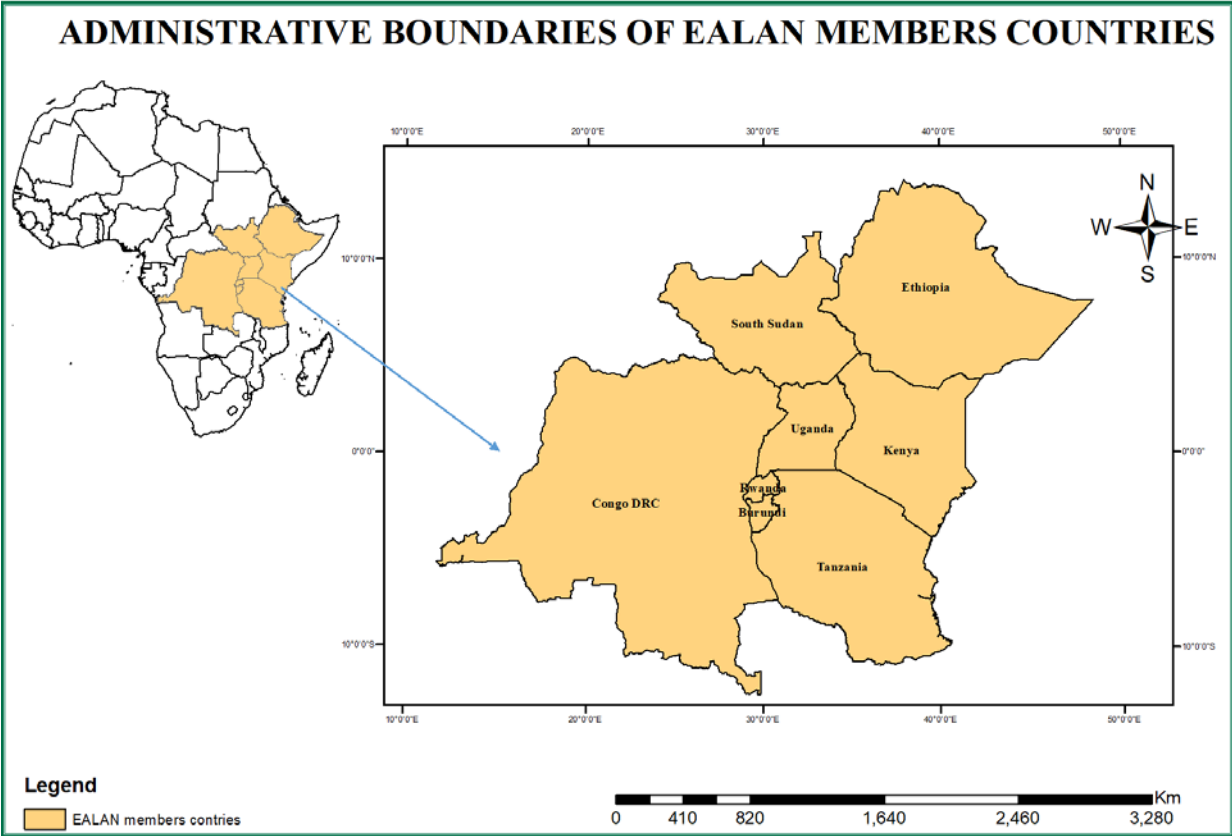 ADMINISTRATIVE BOUNDARIES OF EALAN MEMBERS COUNTRIES
10°0'0"E 20°0'0"E 30°0'0"E 40°0'0"E 50°0'0"E
N
W E
S
10°0'0"N 10°0'0"N
Ethiopia
South Sudan
Uganda
0°0'0" Kenya 0°0'0"
Rwanda
Congo DRC
Burundi
Tanzania
10°0'0"S 10°0'0"S
10°0'0"E 20°0'0"E 30°0'0"E 40°0'0"E 50°0'0"E
Legend
EALAN members contries
Km
0 410 820 1,640 2,460 3,280